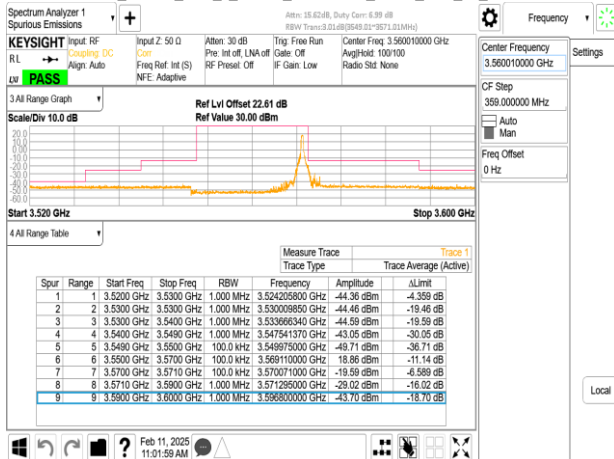 Spectrum Analyzer 1
Spurious Emissions
Attn: 15.62dB, Duty Corr: 6.99 dB
RBW Trans:3.01dB(3549.01~3571.01MHz)
Frequency
KEYSIGHT
Input: RF
Coupling: DC
Align: Auto
Input Z: 50 Ω
Corr
Freq Ref: Int (S)
NFE: Adaptive
Atten: 30 dB
Pre: Int off, LNA off
RF Presel: Off
Trig: Free Run
Gate: Off
IF Gain: Low
Center Freq: 3.560010000 GHz
Avg|Hold: 100/100
Radio Std: None
RL
LXI
PASS
Center Frequency
3.560010000 GHz
Settings
CF Step
359.000000 MHz
Auto
Man
Freq Offset
0 Hz
Local
3 All Range Graph
Scale/Div 10.0 dB
Ref Lvl Offset 22.61 dB
Ref Value 30.00 dBm
20.0
10.0
0.00
-10.0
-20.0
-30.0
-40.0
-50.0
-60.0
Start 3.520 GHz
Stop 3.600 GHz
4 All Range Table
Measure Trace Trace 1
Trace Type Trace Average (Active)
Spur Range Start Freq Stop Freq RBW Frequency Amplitude ΔLimit
1 1 3.5200 GHz 3.5300 GHz 1.000 MHz 3.524205800 GHz -44.36 dBm -4.359 dB
2 2 3.5300 GHz 3.5300 GHz 1.000 MHz 3.530009850 GHz -44.46 dBm -19.46 dB
3 3 3.5300 GHz 3.5400 GHz 1.000 MHz 3.533666340 GHz -44.59 dBm -19.59 dB
4 4 3.5400 GHz 3.5490 GHz 1.000 MHz 3.547541370 GHz -43.05 dBm -30.05 dB
5 5 3.5490 GHz 3.5500 GHz 100.0 kHz 3.549975000 GHz -49.71 dBm -36.71 dB
6 6 3.5500 GHz 3.5700 GHz 100.0 kHz 3.569110000 GHz 18.86 dBm -11.14 dB
7 7 3.5700 GHz 3.5710 GHz 100.0 kHz 3.570071000 GHz -19.59 dBm -6.589 dB
8 8 3.5710 GHz 3.5900 GHz 1.000 MHz 3.571295000 GHz -29.02 dBm -16.02 dB
9 9 3.5900 GHz 3.6000 GHz 1.000 MHz 3.596800000 GHz -43.70 dBm -18.70 dB
Feb 11, 2025
11:01:59 AM